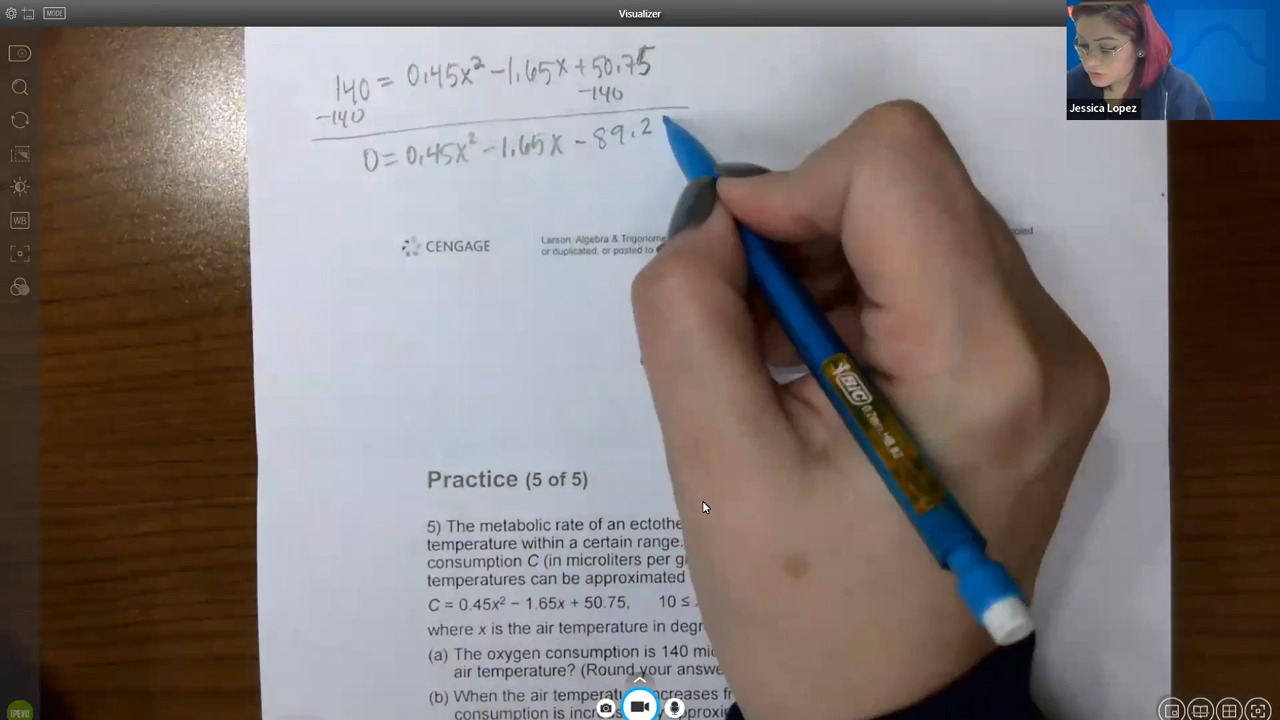 MODE
Visualizer
Jessica Lopez
WB
140 = 0.45x² - 1.65x + 50.75
-140 -140
0 = 0.45x² - 1.65x - 89.2
CENGAGE
Larson Algebra & Trigonome
or duplicated, or posted to
Practice (5 of 5)
5) The metabolic rate of an ectothe
temperature within a certain range.
consumption C (in microliters per g
temperatures can be approximated
C = 0.45x² − 1.65x + 50.75, 10 ≤
where x is the air temperature in degr
(a) The oxygen consumption is 140 mi
air temperature? (Round your answe
(b) When the air temperatu increases f
consumption is incr approxi
IPEVO